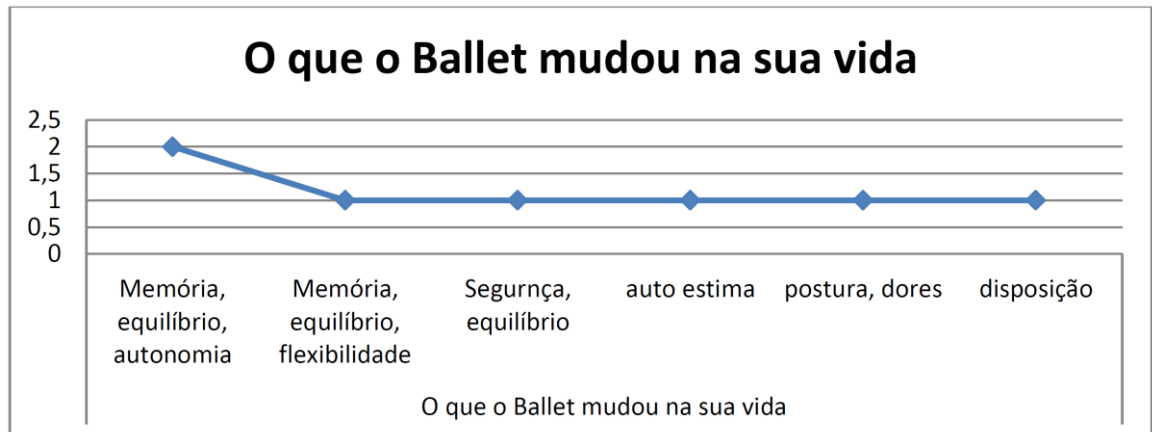 O que o Ballet mudou na sua vida
2,5
2
1,5
1
0,5
0
Memória,
equilíbrio,
autonomia
Memória,
equilíbrio,
flexibilidade
Segurnça,
equilíbrio
auto estima
postura, dores
disposição
O que o Ballet mudou na sua vida